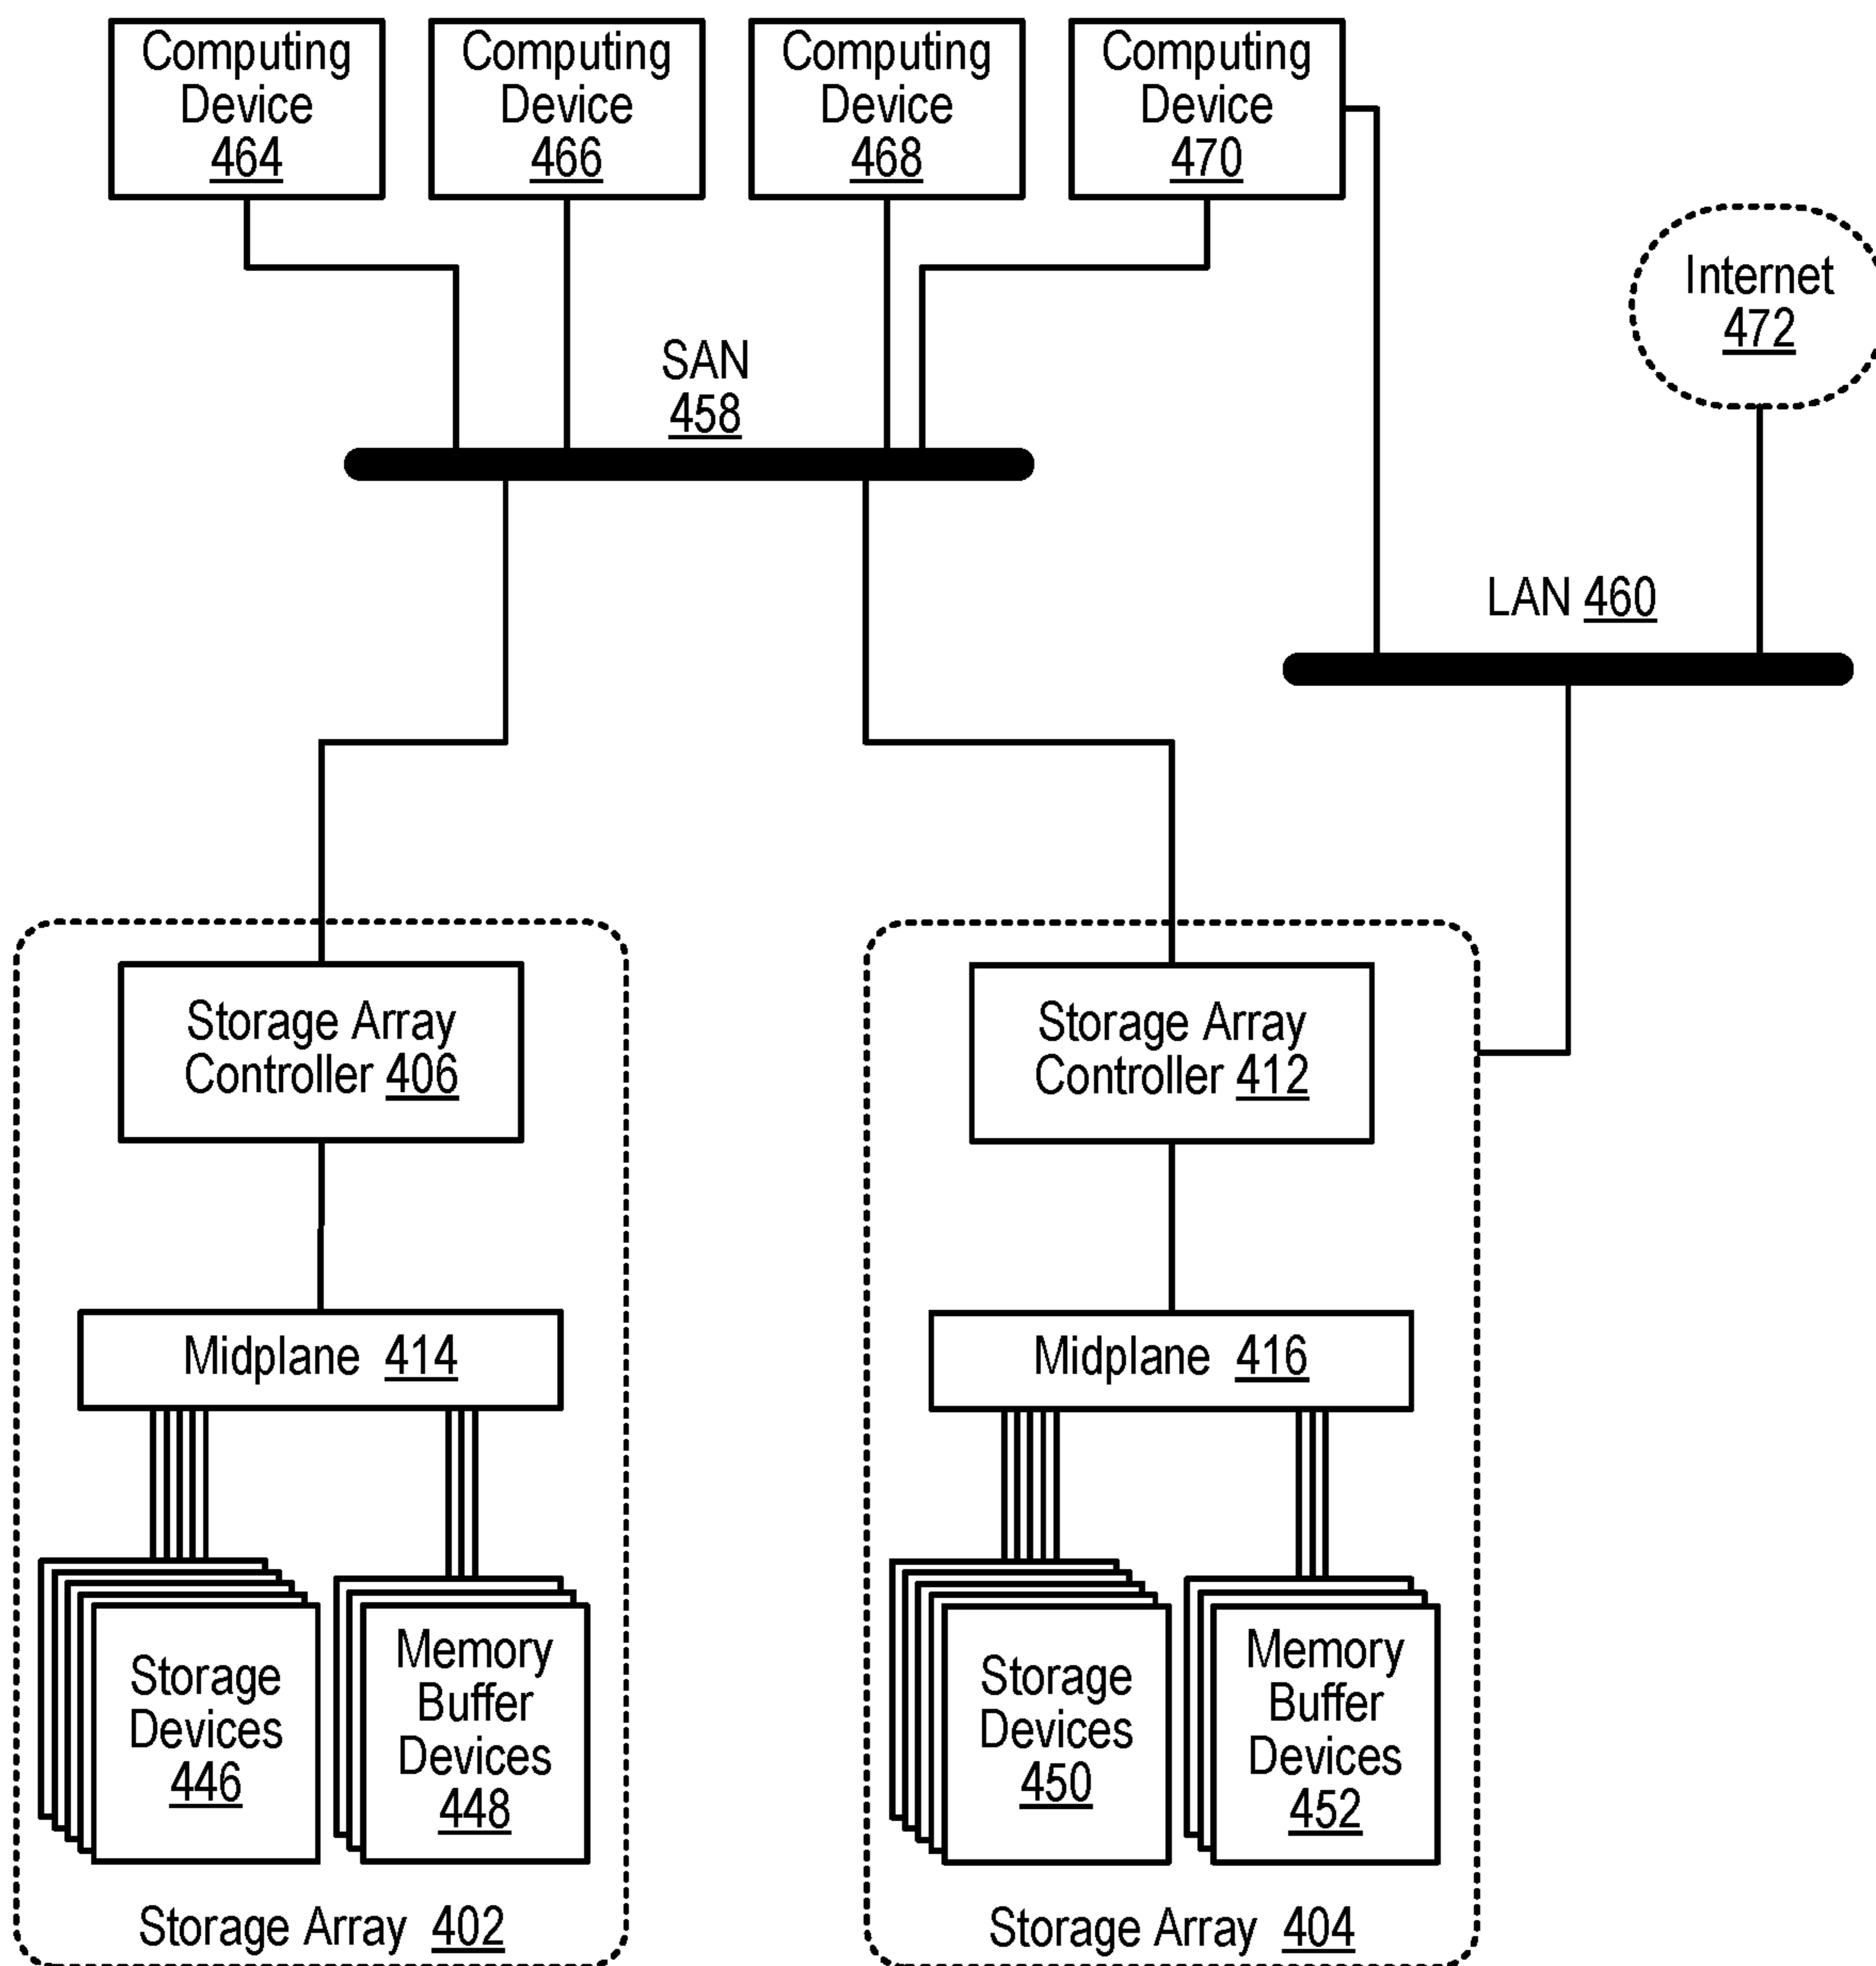 Computing
Device
464
Computing
Device
466
Computing
Device
468
Computing
Device
470
Internet
472
SAN
458
LAN 460
Storage Array
Controller 406
Storage Array
Controller 412
Midplane 414
Midplane 416
Storage
Devices
446
Memory
Buffer
Devices
448
Storage
Devices
450
Memory
Buffer
Devices
452
Storage Array 402
Storage Array 404